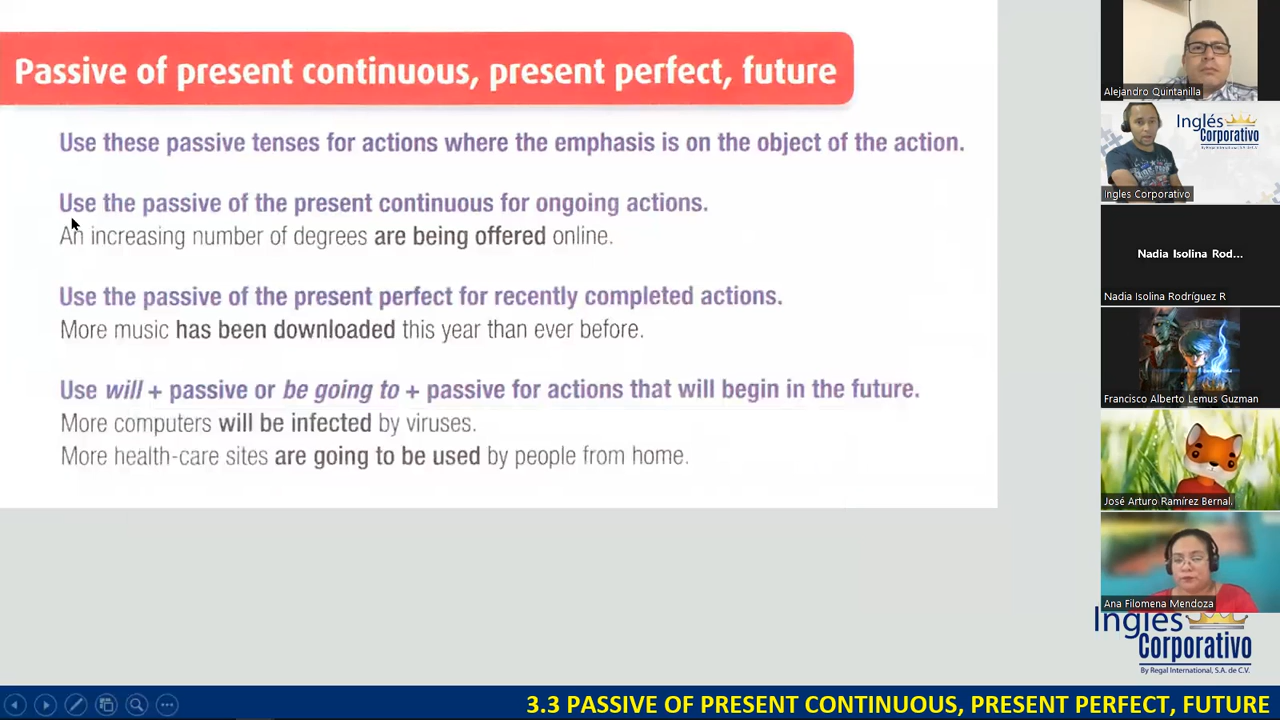 Passive of present continuous, present perfect, future
Use these passive tenses for actions where the emphasis is on the object of the action.
Use the passive of the present continuous for ongoing actions.
An increasing number of degrees are being offered online.
Use the passive of the present perfect for recently completed actions.
More music has been downloaded this year than ever before.
Use will + passive or be going to + passive for actions that will begin in the future.
More computers will be infected by viruses.
More health-care sites are going to be used by people from home.
Alejandro Quintanilla
Inglés
Corporativo
Ingles Corporativo
Nadia Isolina Rod...
Nadia Isolina Rodríguez R
Francisco Alberto Lemus Guzman
José Arturo Ramírez Bernal
Ana Filomena Mendoza
Inglés
Corporativo
By Regal International, S.A. de C.V.
3.3 PASSIVE OF PRESENT CONTINUOUS, PRESENT PERFECT, FUTURE